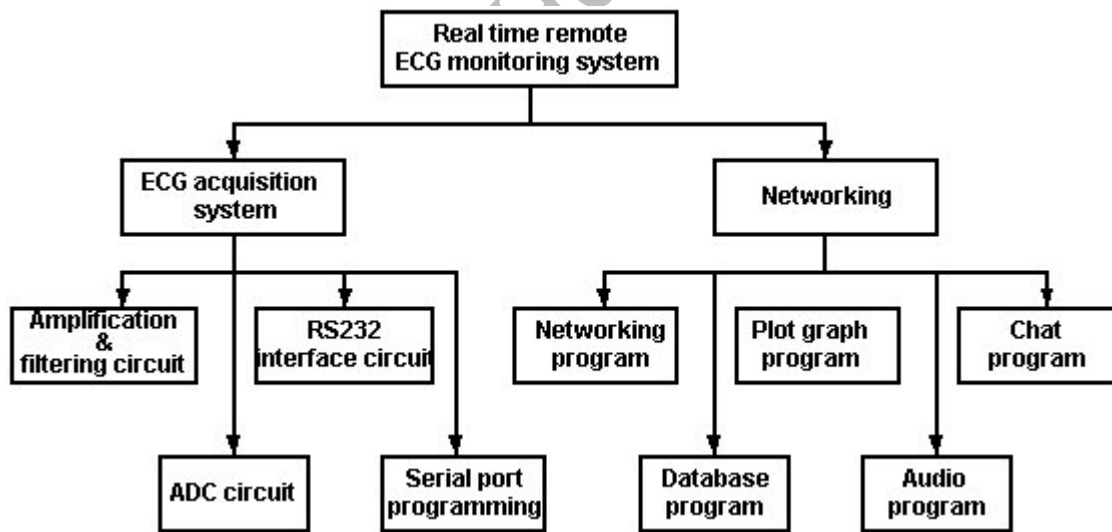 Real time remote
ECG monitoring system
ECG acquisition
system
Networking
Amplification
&
filtering circuit
RS232
interface circuit
Networking
program
Plot graph
program
Chat
program
ADC circuit
Serial port
programming
Database
program
Audio
program